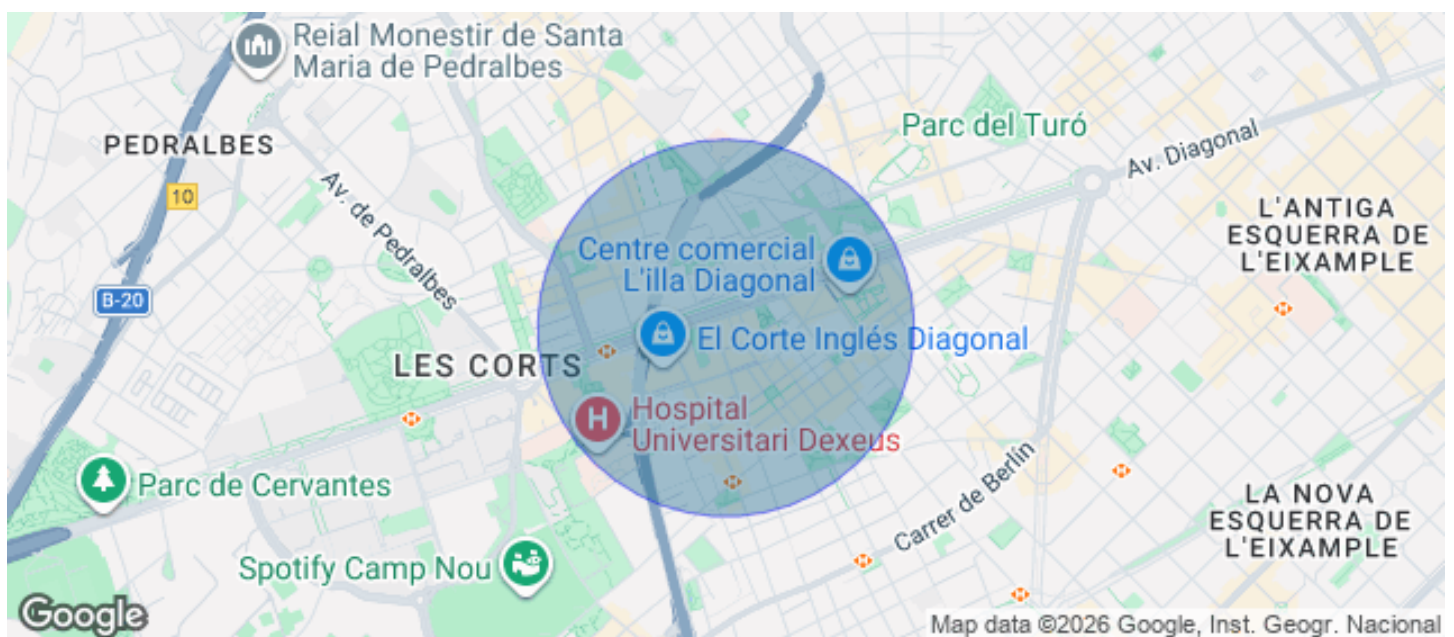 Reial Monestir de Santa
Maria de Pedralbes
PEDRALBES
10
Av. de Pedralbes
B-20
Parc del Turó
Av. Diagonal
L'ANTIGA
ESQUERRA DE
L'EIXAMPLE
Centre comercial
L'illa Diagonal
El Corte Inglés Diagonal
LES CORTS
H
Hospital
Universitari Dexeus
Parc de Cervantes
Carrer de Berlín
LA NOVA
ESQUERRA DE
L'EIXAMPLE
Spotify Camp Nou
Google
Map data ©2026 Google, Inst. Geogr. Nacional